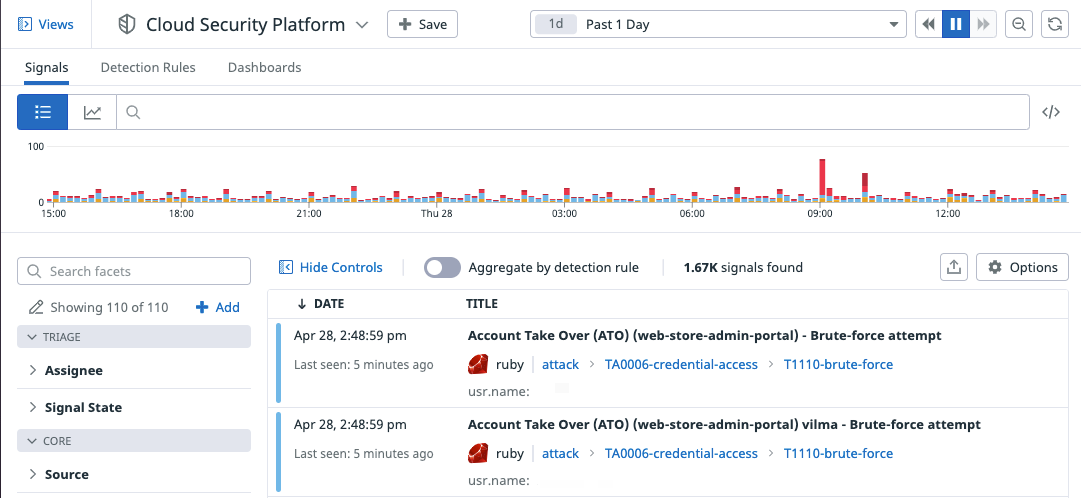 Views
Cloud Security Platform
Save
1d Past 1 Day
Signals Detection Rules Dashboards
100
0
15:00 18:00 21:00 Thu 28 03:00 06:00 09:00 12:00
Search facets
Hide Controls Aggregate by detection rule 1.67K signals found Options
Showing 110 of 110 Add
DATE TITLE
TRIAGE
Assignee
Signal State
CORE
Source
Apr 28, 2:48:59 pm Account Take Over (ATO) (web-store-admin-portal) - Brute-force attempt
Last seen: 5 minutes ago ruby attack > TA0006-credential-access > T1110-brute-force
usr.name:
Apr 28, 2:48:59 pm Account Take Over (ATO) (web-store-admin-portal) vilma - Brute-force attempt
Last seen: 5 minutes ago ruby attack > TA0006-credential-access > T1110-brute-force
usr.name: